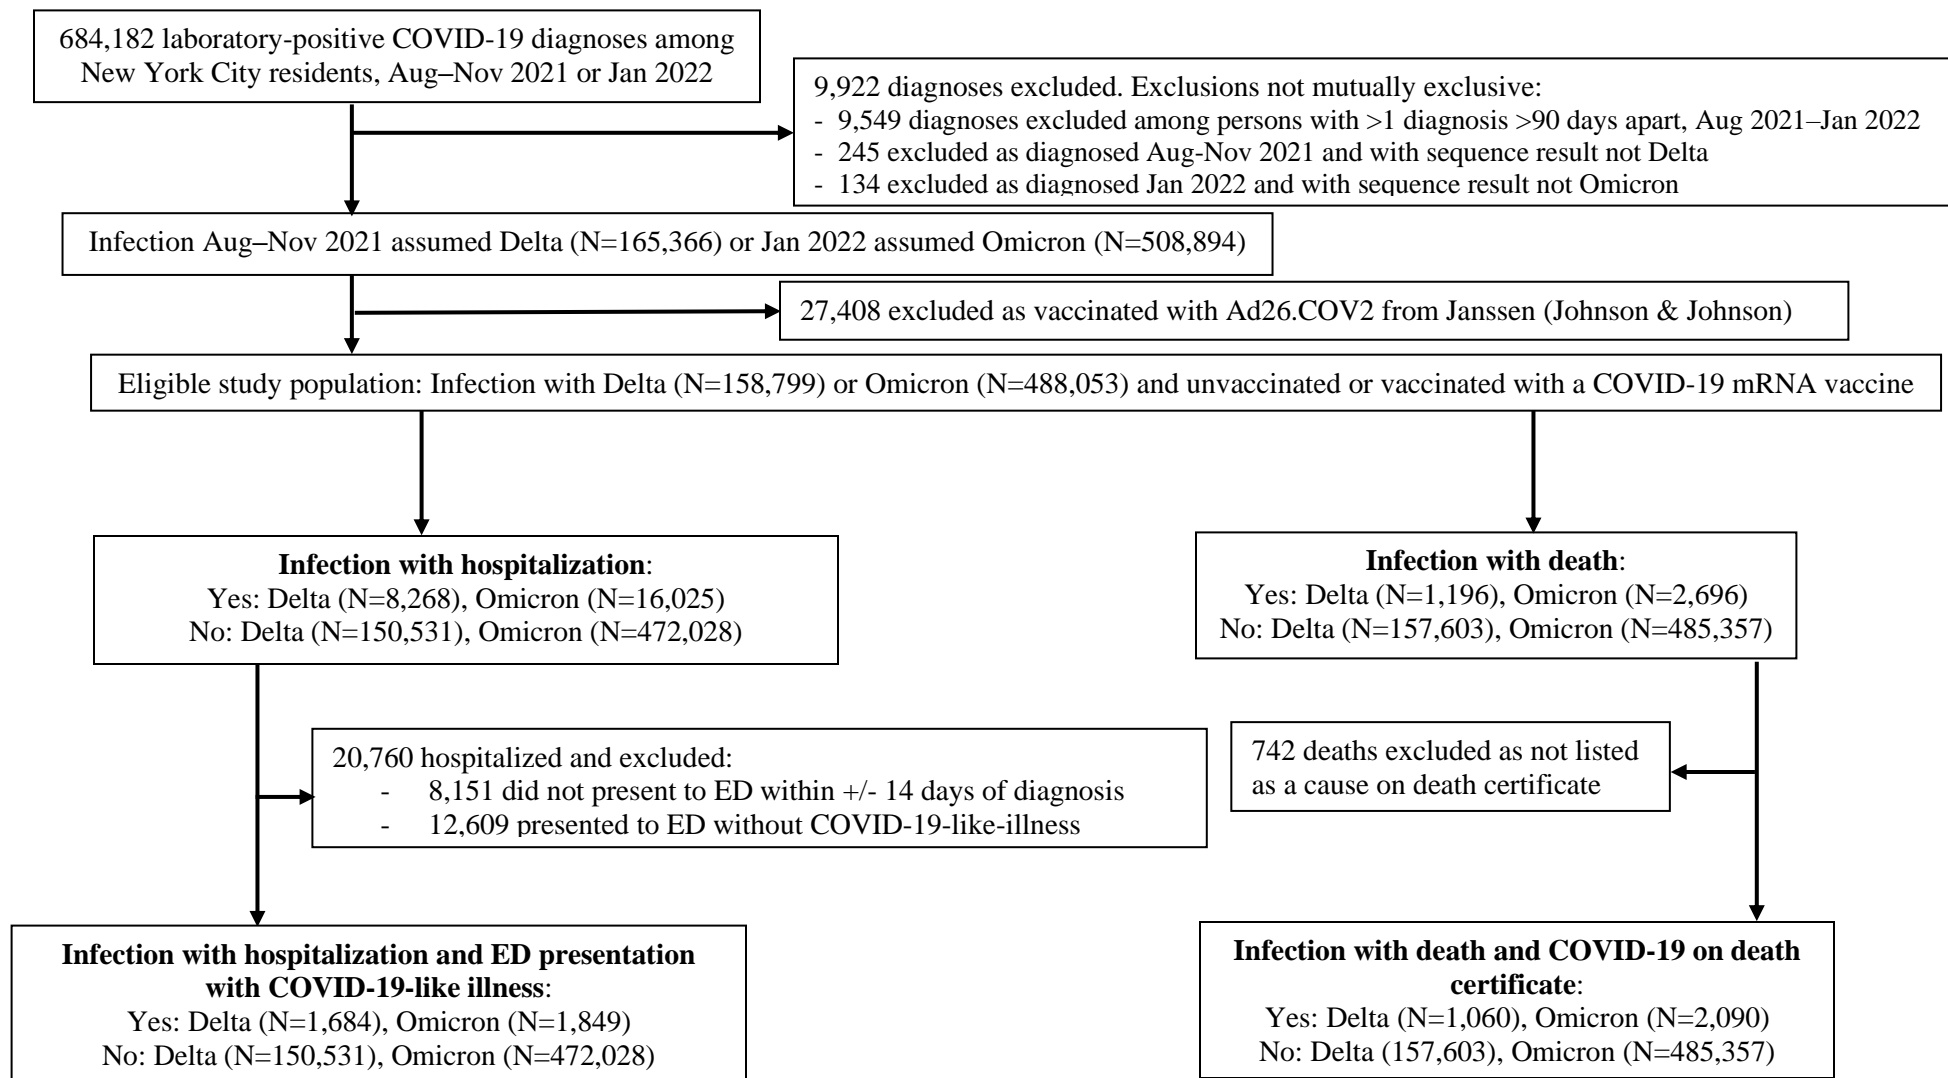 684,182 laboratory-positive COVID-19 diagnoses among
New York City residents, Aug–Nov 2021 or Jan 2022
9,922 diagnoses excluded. Exclusions not mutually exclusive:
- 9,549 diagnoses excluded among persons with >1 diagnosis >90 days apart, Aug 2021–Jan 2022
- 245 excluded as diagnosed Aug-Nov 2021 and with sequence result not Delta
- 134 excluded as diagnosed Jan 2022 and with sequence result not Omicron
Infection Aug–Nov 2021 assumed Delta (N=165,366) or Jan 2022 assumed Omicron (N=508,894)
27,408 excluded as vaccinated with Ad26.COV2 from Janssen (Johnson & Johnson)
Eligible study population: Infection with Delta (N=158,799) or Omicron (N=488,053) and unvaccinated or vaccinated with a COVID-19 mRNA vaccine
Infection with hospitalization:
Yes: Delta (N=8,268), Omicron (N=16,025)
No: Delta (N=150,531), Omicron (N=472,028)
Infection with death:
Yes: Delta (N=1,196), Omicron (N=2,696)
No: Delta (N=157,603), Omicron (N=485,357)
20,760 hospitalized and excluded:
- 8,151 did not present to ED within +/- 14 days of diagnosis
- 12,609 presented to ED without COVID-19-like-illness
742 deaths excluded as not listed
as a cause on death certificate
Infection with hospitalization and ED presentation
with COVID-19-like illness:
Yes: Delta (N=1,684), Omicron (N=1,849)
No: Delta (N=150,531), Omicron (N=472,028)
Infection with death and COVID-19 on death
certificate:
Yes: Delta (N=1,060), Omicron (N=2,090)
No: Delta (157,603), Omicron (N=485,357)